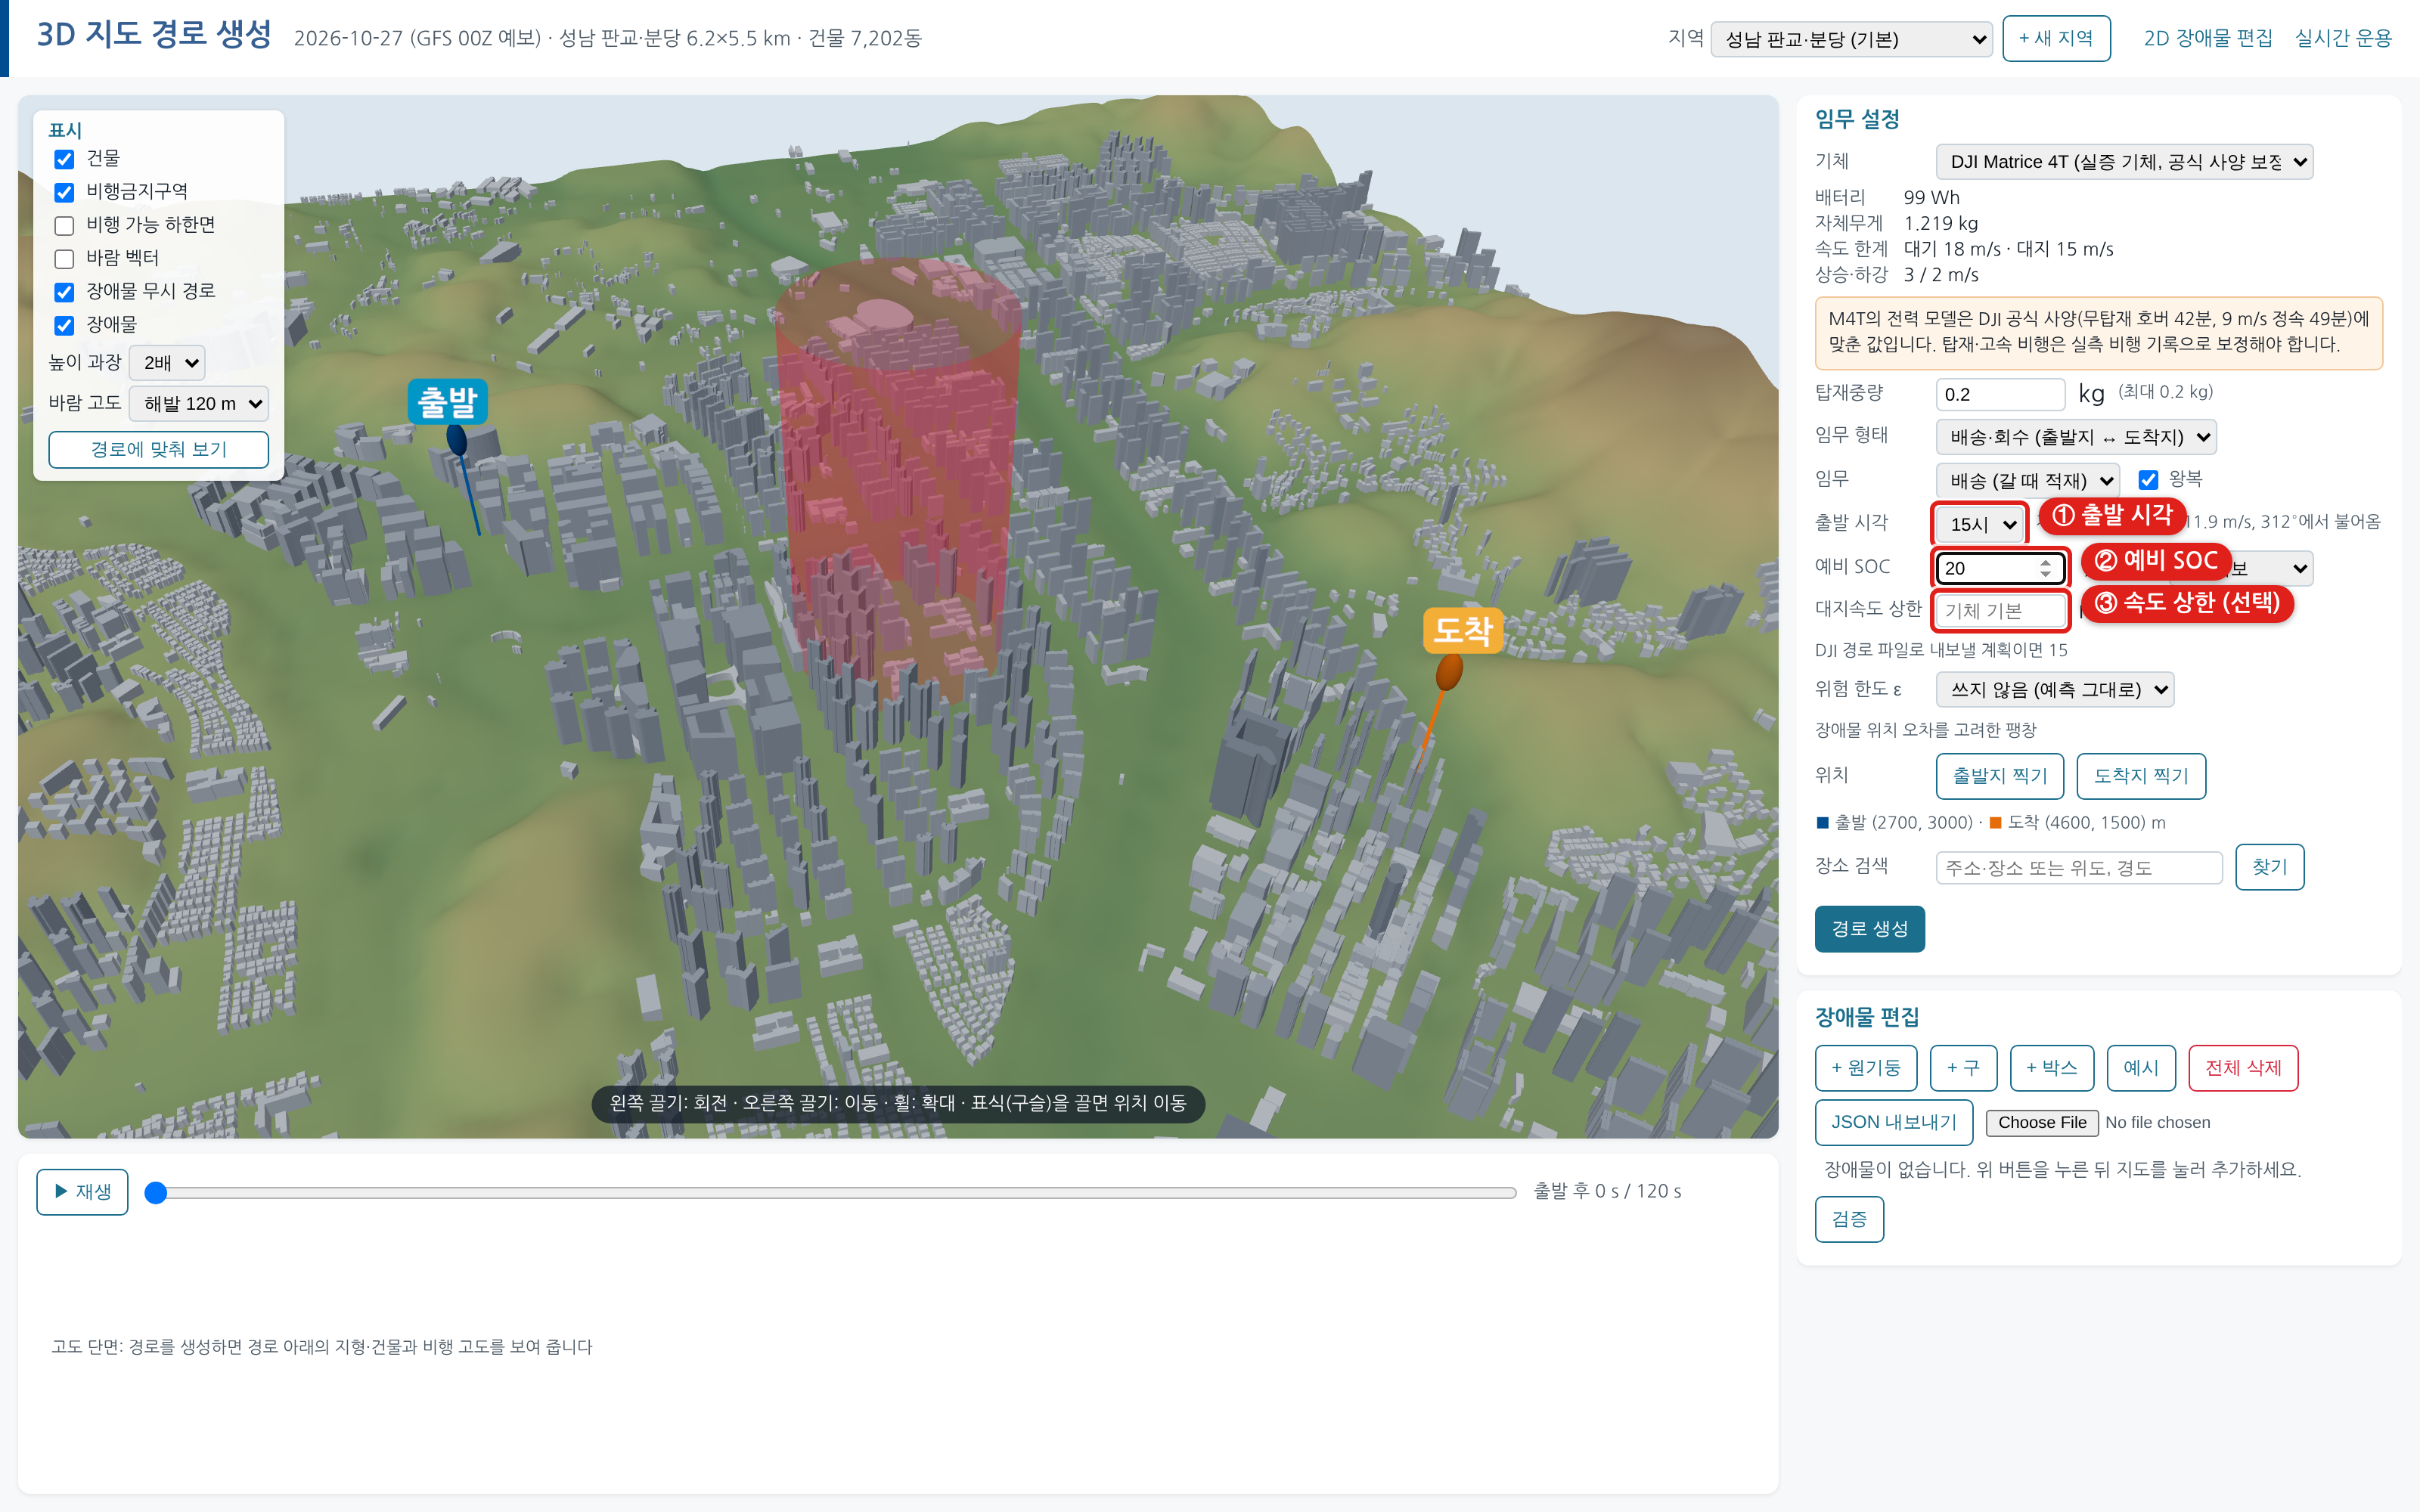 3D 지도 경로 생성
2026-10-27 (GFS 00Z 예보) · 성남 판교·분당 6.2×5.5 km · 건물 7,202동
지역 성남 판교·분당 (기본) + 새 지역 2D 장애물 편집 실시간 운용
표시
건물
비행금지구역
비행 가능 하한면
바람 벡터
장애물 무시 경로
장애물
높이 과장 2배
바람 고도 해발 120 m
경로에 맞춰 보기
출발
도착
왼쪽 끌기: 회전 · 오른쪽 끌기: 이동 · 휠: 확대 · 표식(구슬)을 끌면 위치 이동
▶ 재생
출발 후 0 s / 120 s
고도 단면: 경로를 생성하면 경로 아래의 지형·건물과 비행 고도를 보여 줍니다
임무 설정
기체 DJI Matrice 4T (실증 기체, 공식 사양 보정
배터리 99 Wh
자체무게 1.219 kg
속도 한계 대기 18 m/s · 대지 15 m/s
상승·하강 3 / 2 m/s
M4T의 전력 모델은 DJI 공식 사양(무탑재 호버 42분, 9 m/s 정속 49분)에
맞춘 값입니다. 탑재·고속 비행은 실측 비행 기록으로 보정해야 합니다.
탑재중량 0.2 kg (최대 0.2 kg)
임무 형태 배송·회수 (출발지 ↔ 도착지)
임무 배송 (갈 때 적재) 왕복
출발 시각 15시 ① 출발 시각 11.9 m/s, 312°에서 불어옴
예비 SOC 20 ② 예비 SOC 보
대지속도 상한 기체 기본 ③ 속도 상한 (선택)
DJI 경로 파일로 내보낼 계획이면 15
위험 한도 ε 쓰지 않음 (예측 그대로)
장애물 위치 오차를 고려한 팽창
위치 출발지 찍기 도착지 찍기
출발 (2700, 3000) · 도착 (4600, 1500) m
장소 검색 주소·장소 또는 위도, 경도 찾기
경로 생성
장애물 편집
+ 원기둥 + 구 + 박스 예시 전체 삭제
JSON 내보내기 Choose File No file chosen
장애물이 없습니다. 위 버튼을 누른 뒤 지도를 눌러 추가하세요.
검증